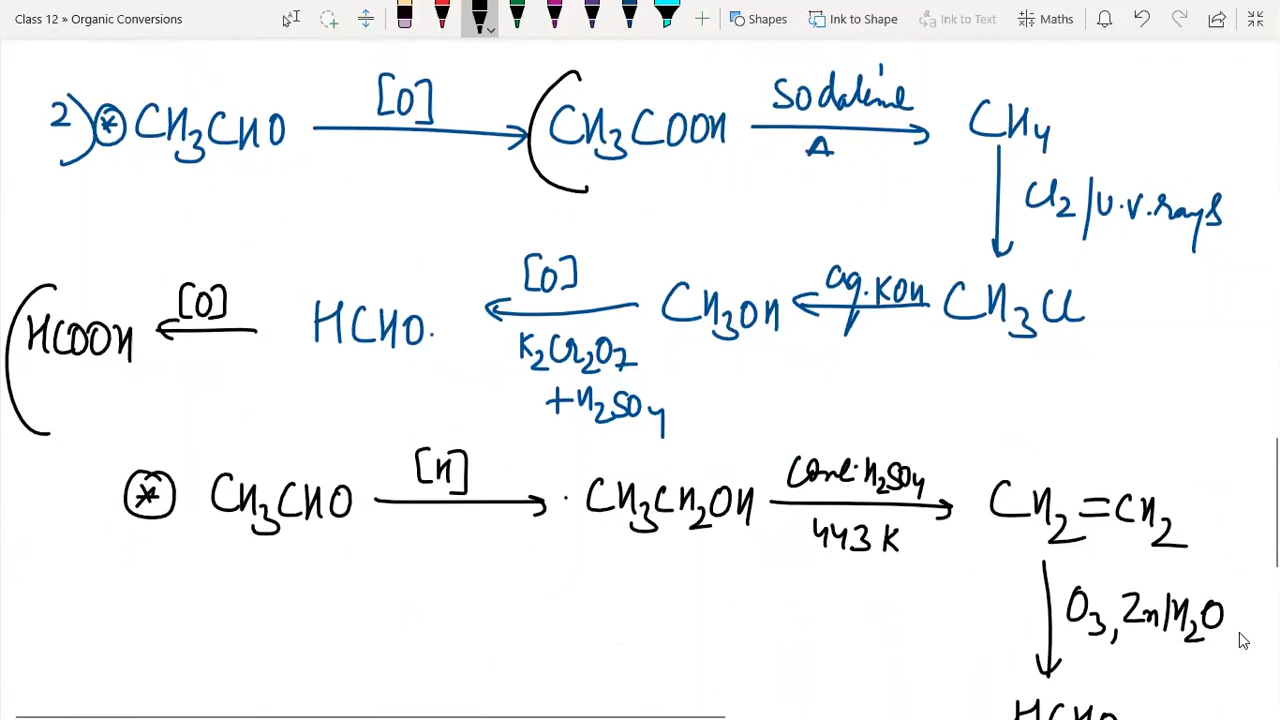 Class 12 » Organic Conversions
Shapes
Ink to Shape
Ink to Text
Maths
2) * CH3CHO [O] CH3COOH Sodalime Δ CH4
Cl2/U.V. rays
HCOOH [O] HCHO. [O] K2Cr2O7 +H2SO4 CH3OH aq. KOH CH3Cl
* CH3CHO [H] CH3CH2OH Conc. H2SO4 443 K CH2=CH2
O3, Zn/H2O
HCHO